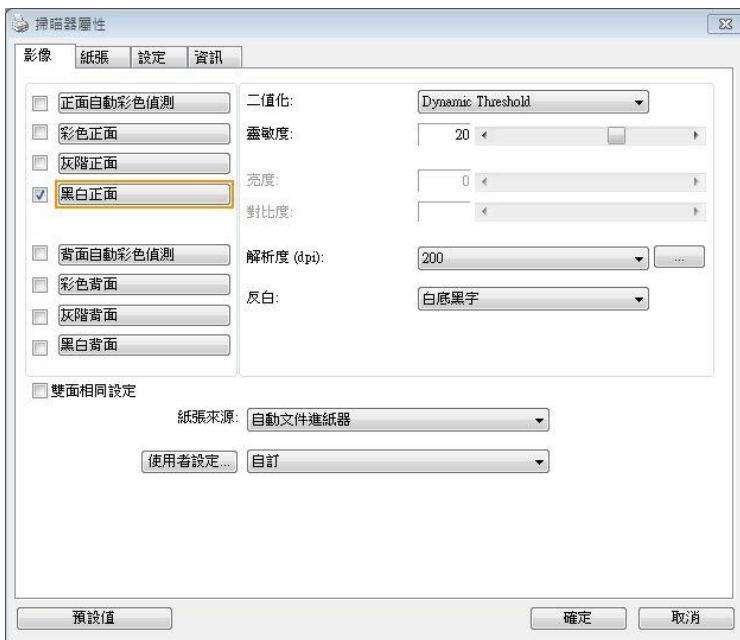 掃瞄器屬性
影像 紙張 設定 資訊
正面自動彩色偵測
彩色正面
灰階正面
黑白正面
背面自動彩色偵測
彩色背面
灰階背面
黑白背面
二值化: Dynamic Threshold
靈敏度: 20
亮度: 0
對比度:
解析度 (dpi): 200 ...
反白: 白底黑字
雙面相同設定
紙張來源: 自動文件進紙器
使用者設定... 自訂
預設值 確定 取消